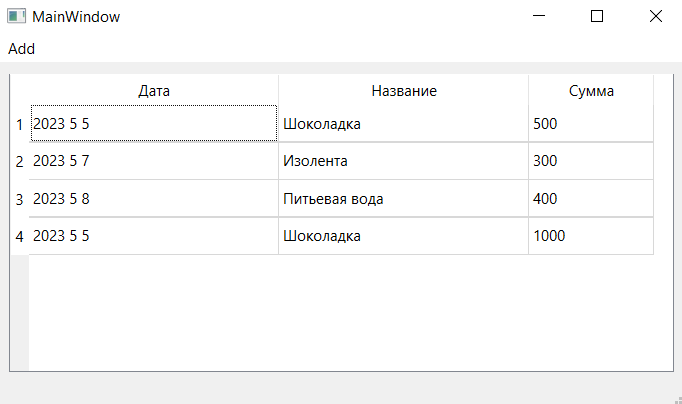 MainWindow
Add
Дата Название Сумма
1 2023 5 5 Шоколадка 500
2 2023 5 7 Изолента 300
3 2023 5 8 Питьевая вода 400
4 2023 5 5 Шоколадка 1000